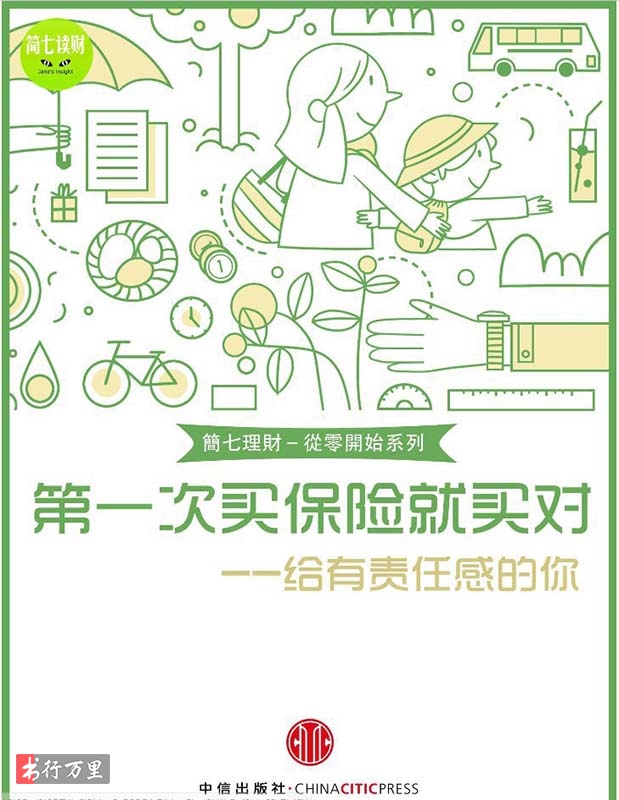 简七读财
Jane's Insight
1
簡七理財–從零開始系列
第一次买保险就买对
——给有责任感的你
书行万里
中信出版社·CHINACITICPRESS